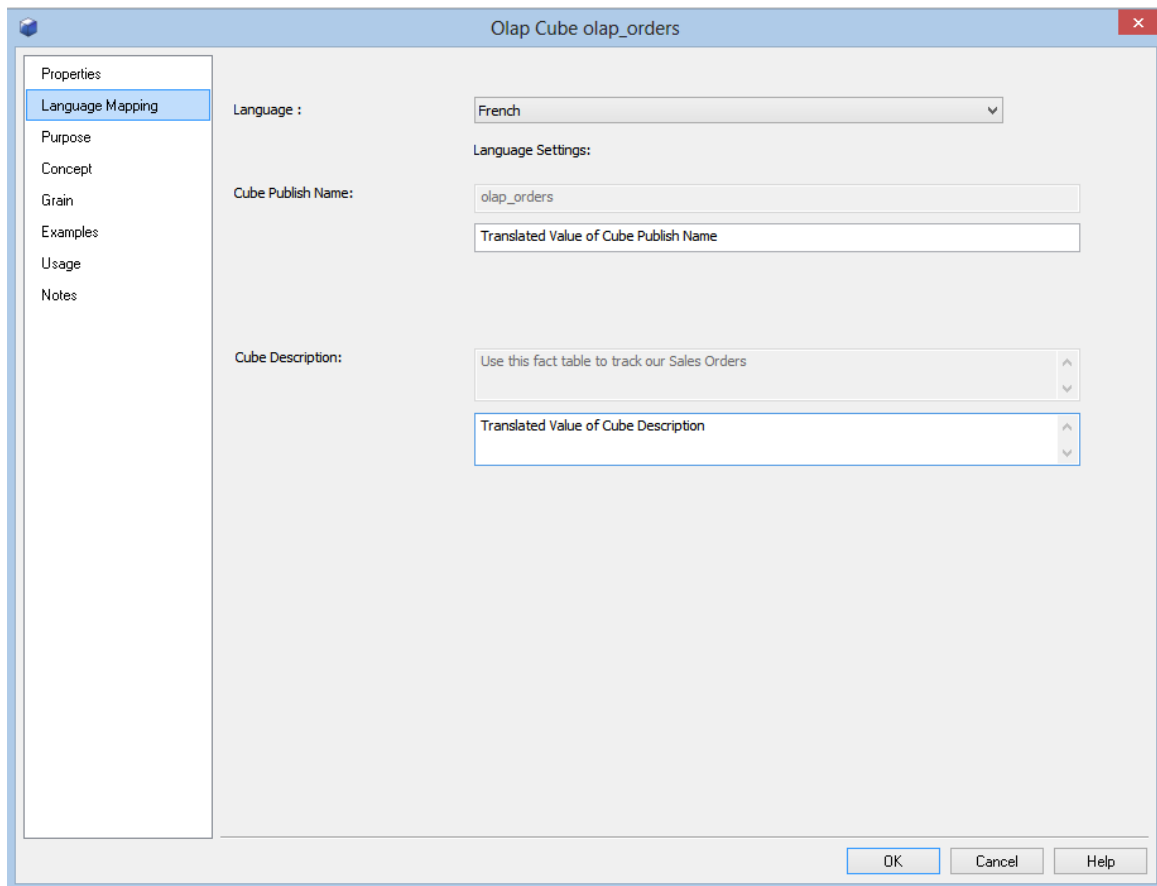 Olap Cube olap_orders
Properties
Language Mapping
Purpose
Concept
Grain
Examples
Usage
Notes
Language :
French
Language Settings:
Cube Publish Name:
olap_orders
Translated Value of Cube Publish Name
Cube Description:
Use this fact table to track our Sales Orders
Translated Value of Cube Description
OK
Cancel
Help